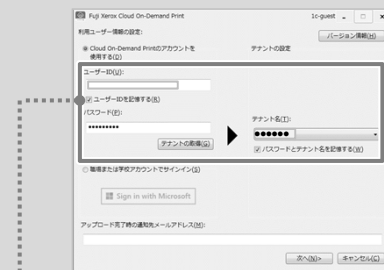 Fuji Xerox Cloud On-Demand Print
1c-guest
利用ユーザー情報の設定:
バージョン情報(H)
Cloud On-Demand Printのアカウントを
使用する(O)
テナントの設定
ユーザーID(U):
ユーザーIDを記憶する(R)
パスワード(P):
●●●●●●●●●
テナントの取得(G)
テナント名(T):
●●●●●●
パスワードとテナント名を記憶する(W)
職場または学校アカウントでサインイン(S)
Sign in with Microsoft
アップロード完了時の通知先メールアドレス(M):
次へ(N)>
キャンセル(C)